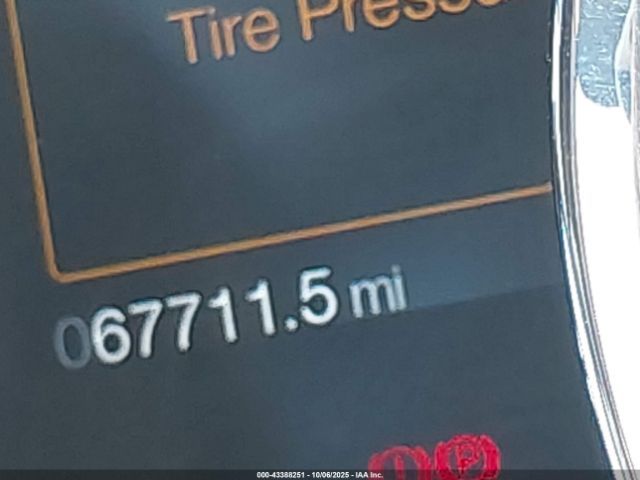 Tire Pressu
067711.5 mi
000-43388251 - 10/06/2025 - IAA Inc.